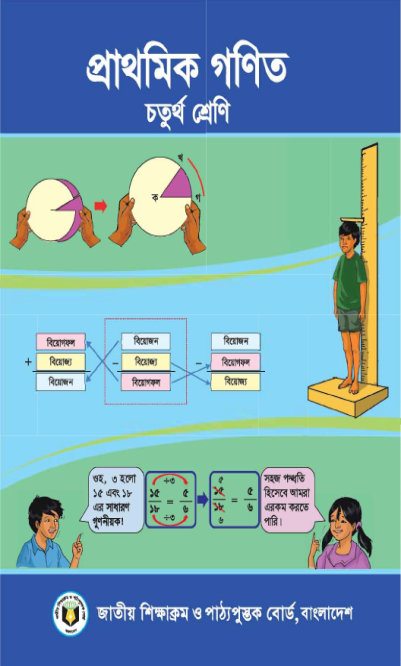 প্রাথমিক গণিত
চতুর্থ শ্রেণি
খ
ক
গ
বিয়োগফল
+ বিয়োজ্য
বিয়োজন
বিয়োজন
– বিয়োজ্য
বিয়োগফল
বিয়োজন
– বিয়োগফল
বিয়োজ্য
ওহ, ৩ হলো
১৫ এবং ১৮
এর সাধারণ
গুণনীয়ক!
÷৩
১৫ = ৫
১৮ ৬
÷৩
৫
১৫ = ৫
১৮ ৬
৬
সহজ পদ্ধতি
হিসেবে আমরা
এরকম করতে
পারি।
জাতীয় শিক্ষাক্রম ও পাঠ্যপুস্তক বোর্ড, বাংলাদেশ